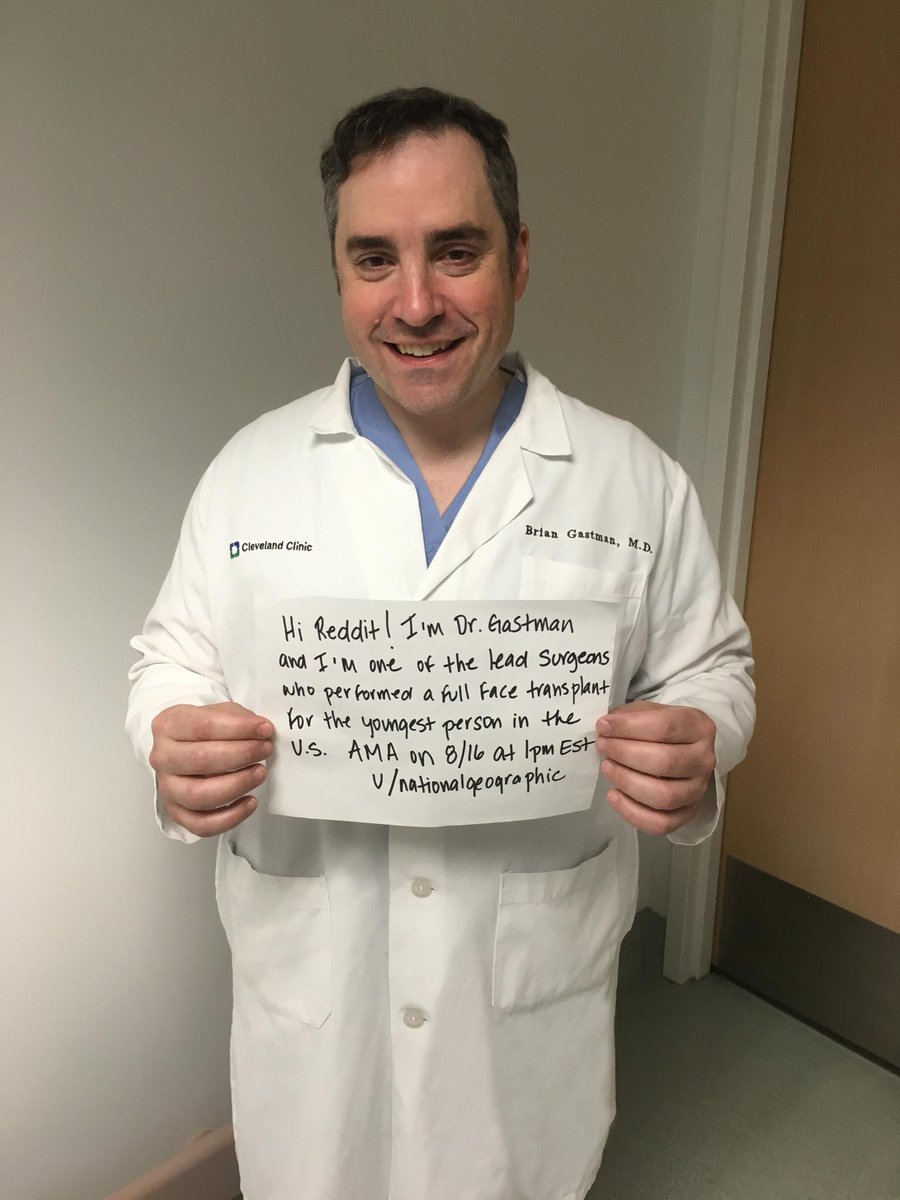 Cleveland Clinic
Brian Gastman, M.D.
Hi Reddit! I'm Dr. Gastman
and I'm one of the lead surgeons
who performed a full face transplant
for the youngest person in the
U.S. AMA on 8/16 at 1pm Est
u/nationalgeographic